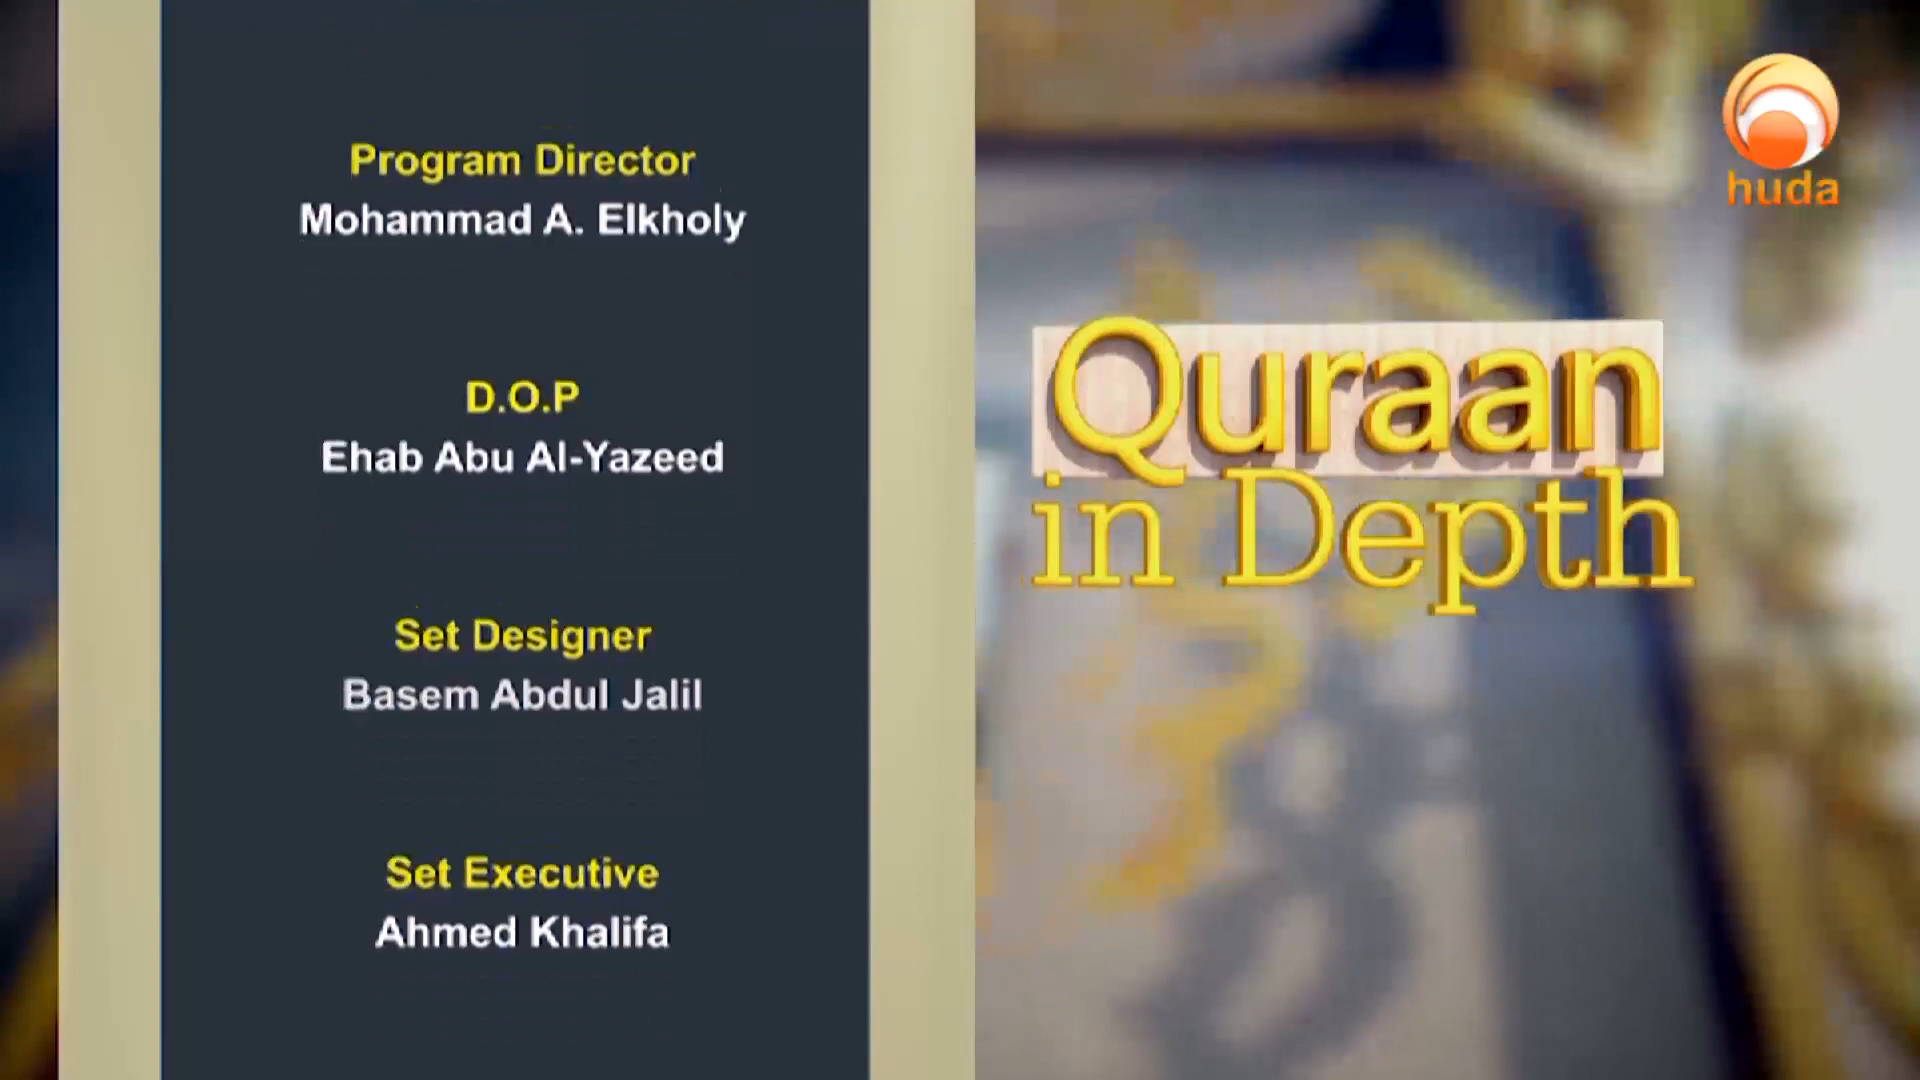 Program Director
Mohammad A. Elkholy
D.O.P
Ehab Abu Al-Yazeed
Set Designer
Basem Abdul Jalil
Set Executive
Ahmed Khalifa
huda
Quraan
in Depth